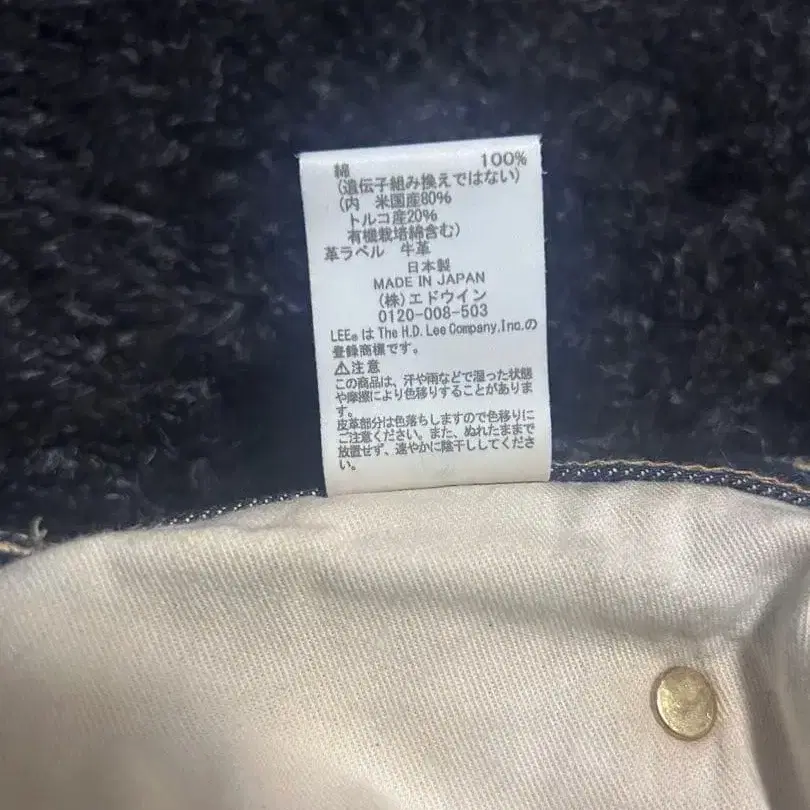 綿 100%
(遺伝子組み換えではない)
(内 米国産80%
トルコ産20%
有機栽培綿含む)
革ラベル 牛革
日本製
MADE IN JAPAN
(株)エドウイン
0120-008-503
LEE® は The H.D. Lee Company, Inc.の
登録商標です。
⚠注意
この商品は、汗や雨などで湿った状態
や摩擦により色移りすることがありま
す。
皮革部分は色落ちしますので色移りに
ご注意ください。また、ぬれたままで
放置せず、速やかに陰干ししてくださ
い。